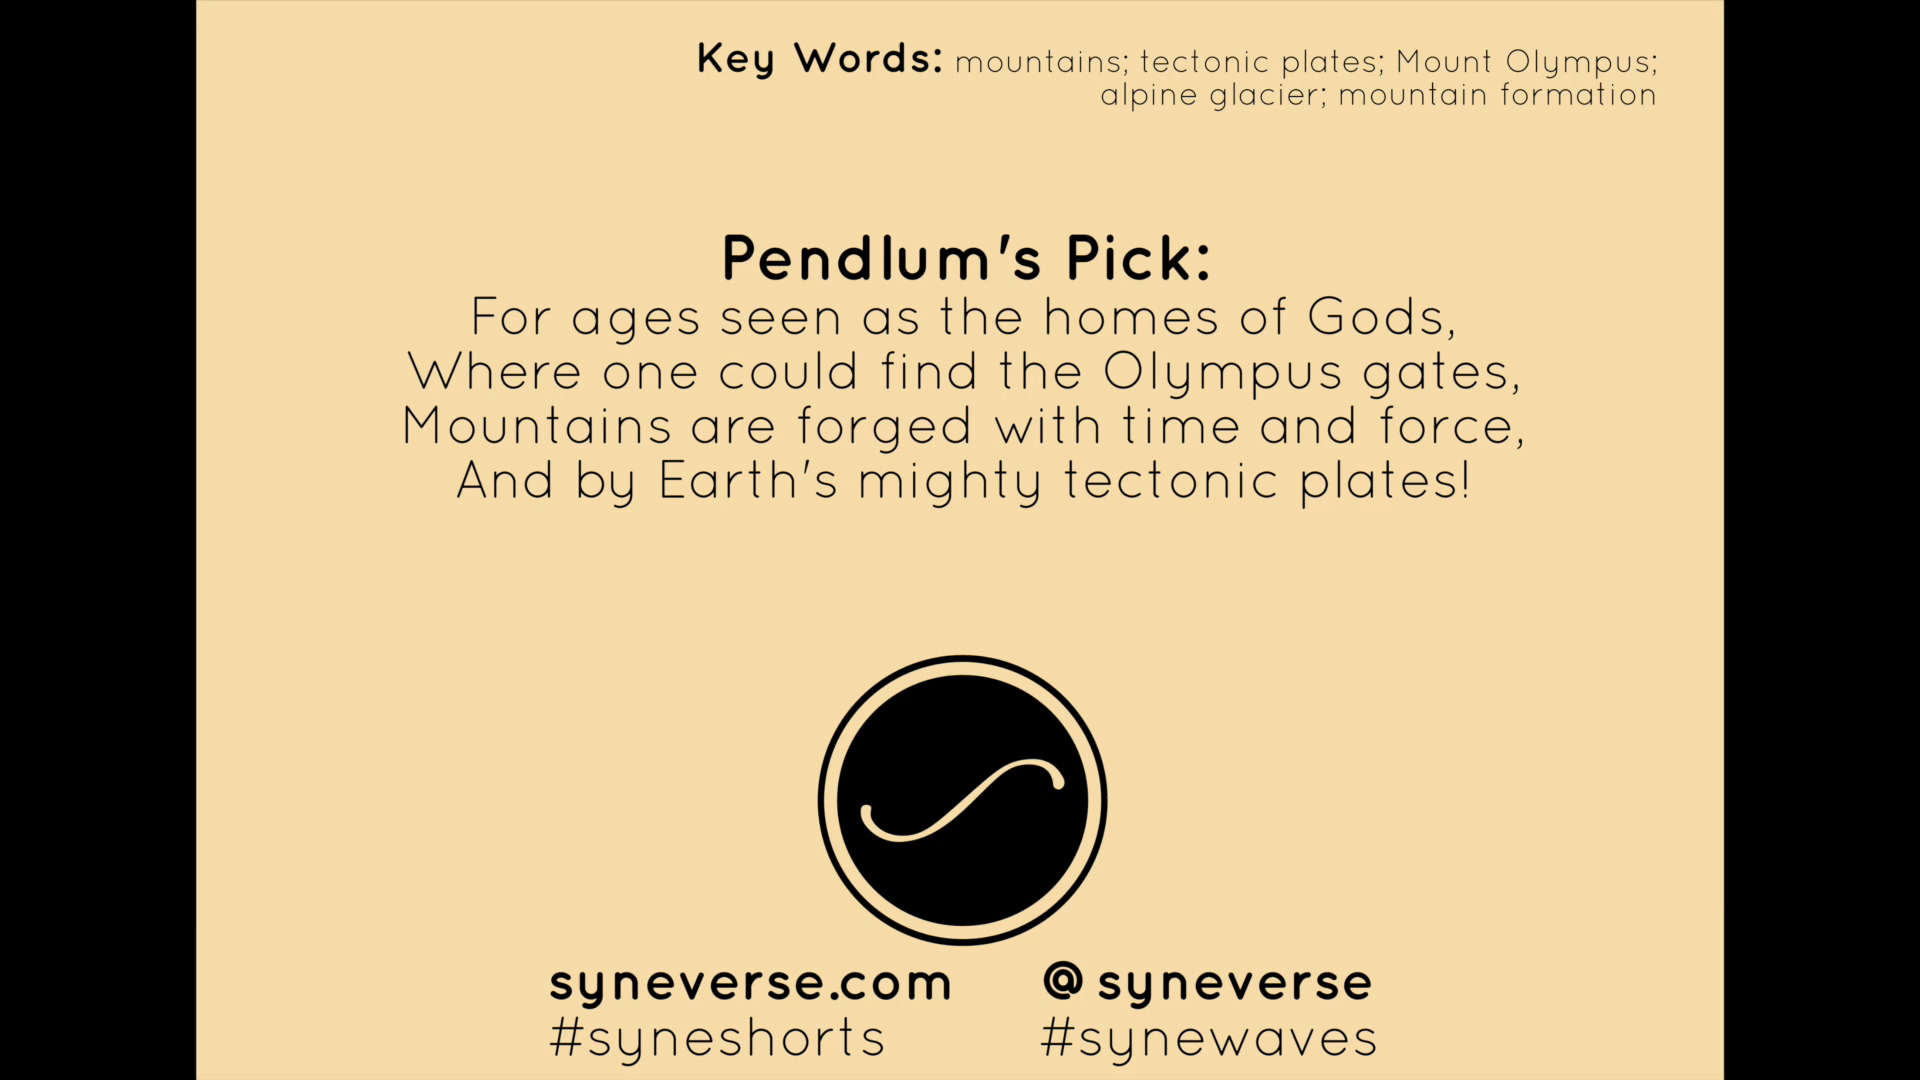 Key Words: mountains; tectonic plates; Mount Olympus;
alpine glacier; mountain formation
Pendlum's Pick:
For ages seen as the homes of Gods,
Where one could find the Olympus gates,
Mountains are forged with time and force,
And by Earth's mighty tectonic plates!
syneverse.com
#syneshorts
@syneverse
#synewaves